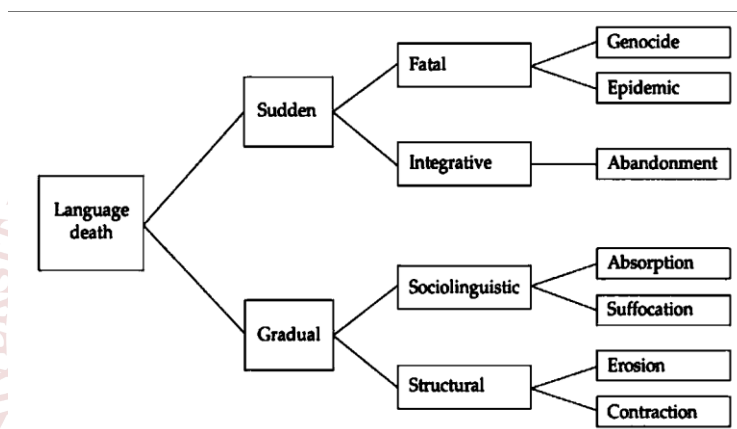 Language
death
Sudden
Gradual
Fatal
Integrative
Sociolinguistic
Structural
Genocide
Epidemic
Abandonment
Absorption
Suffocation
Erosion
Contraction